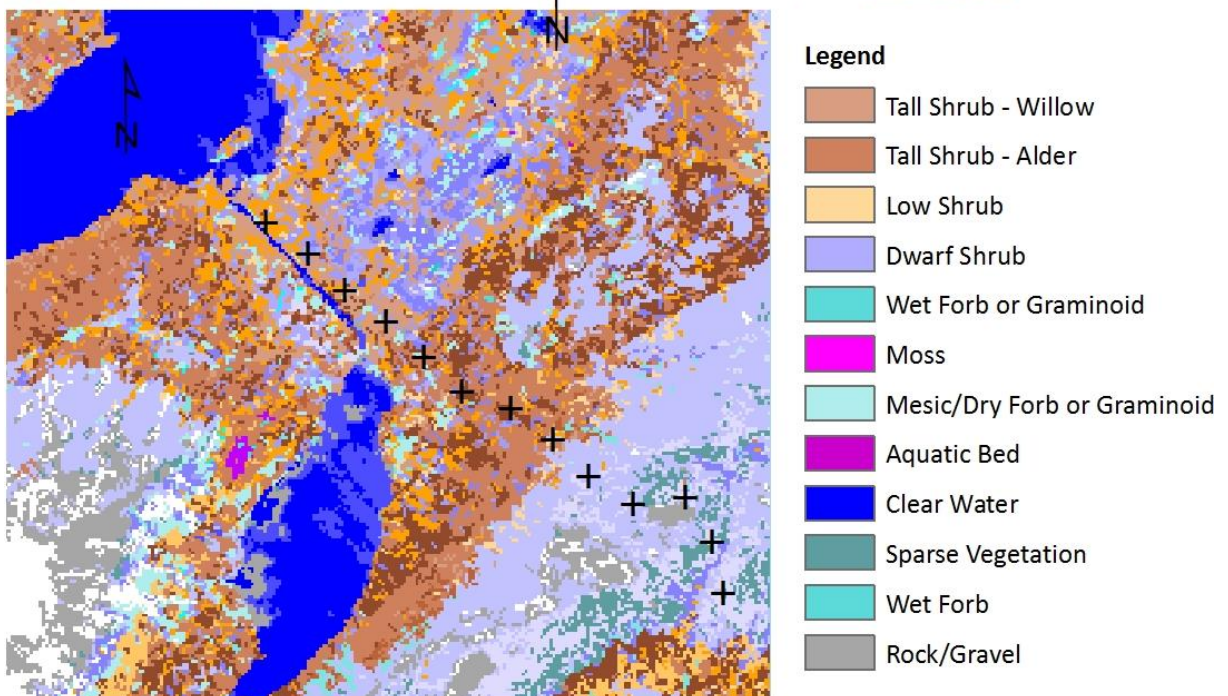 N
N
Legend
Tall Shrub - Willow
Tall Shrub - Alder
Low Shrub
Dwarf Shrub
Wet Forb or Graminoid
Moss
Mesic/Dry Forb or Graminoid
Aquatic Bed
Clear Water
Sparse Vegetation
Wet Forb
Rock/Gravel